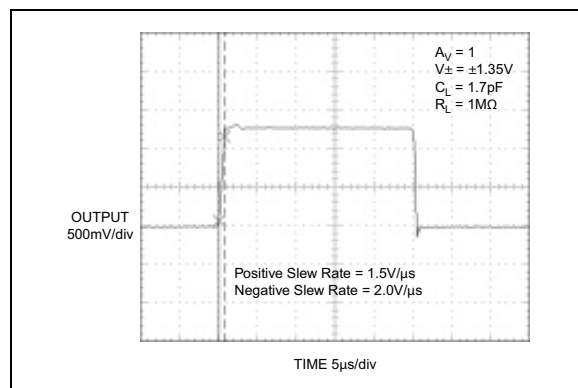 A_V = 1
V± = ±1.35V
C_L = 1.7pF
R_L = 1MΩ
OUTPUT
500mV/div
Positive Slew Rate = 1.5V/μs
Negative Slew Rate = 2.0V/μs
TIME 5μs/div